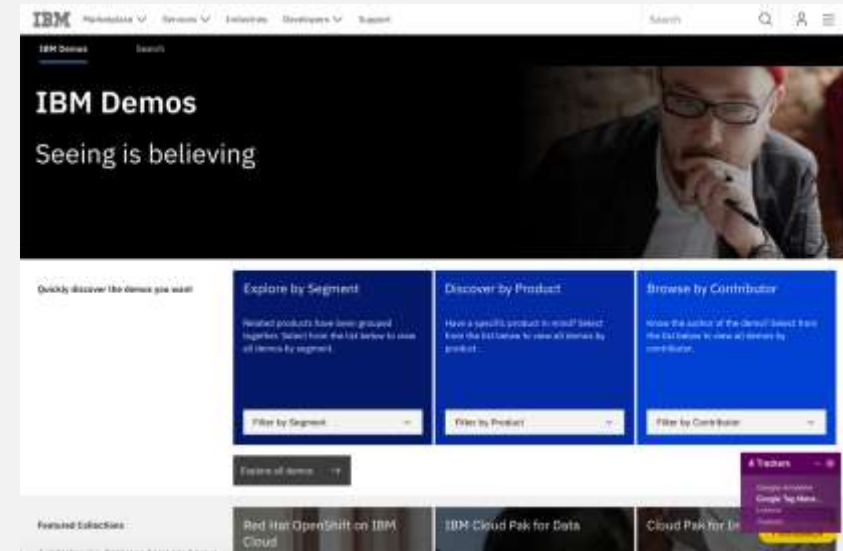 IBM Marketplace Services Industries Developers Support Search
IBM Demos Search
IBM Demos
Seeing is believing
Quickly discover the demos you want
Explore by Segment
Related products have been grouped
together. Select from the list below to view
all demos by segment.
Filter by Segment
Discover by Product
Have a specific product in mind? Select
from the list below to view all demos by
product.
Filter by Product
Browse by Contributor
Know the author of the demo? Select from
the list below to view all demos by
contributor.
Filter by Contributor
Explore all demos →
4 Trackers
Google Analytics
Google Tag Mana...
Featured Collections
Red Hat OpenShift on IBM
Cloud
IBM Cloud Pak for Data
Cloud Pak for